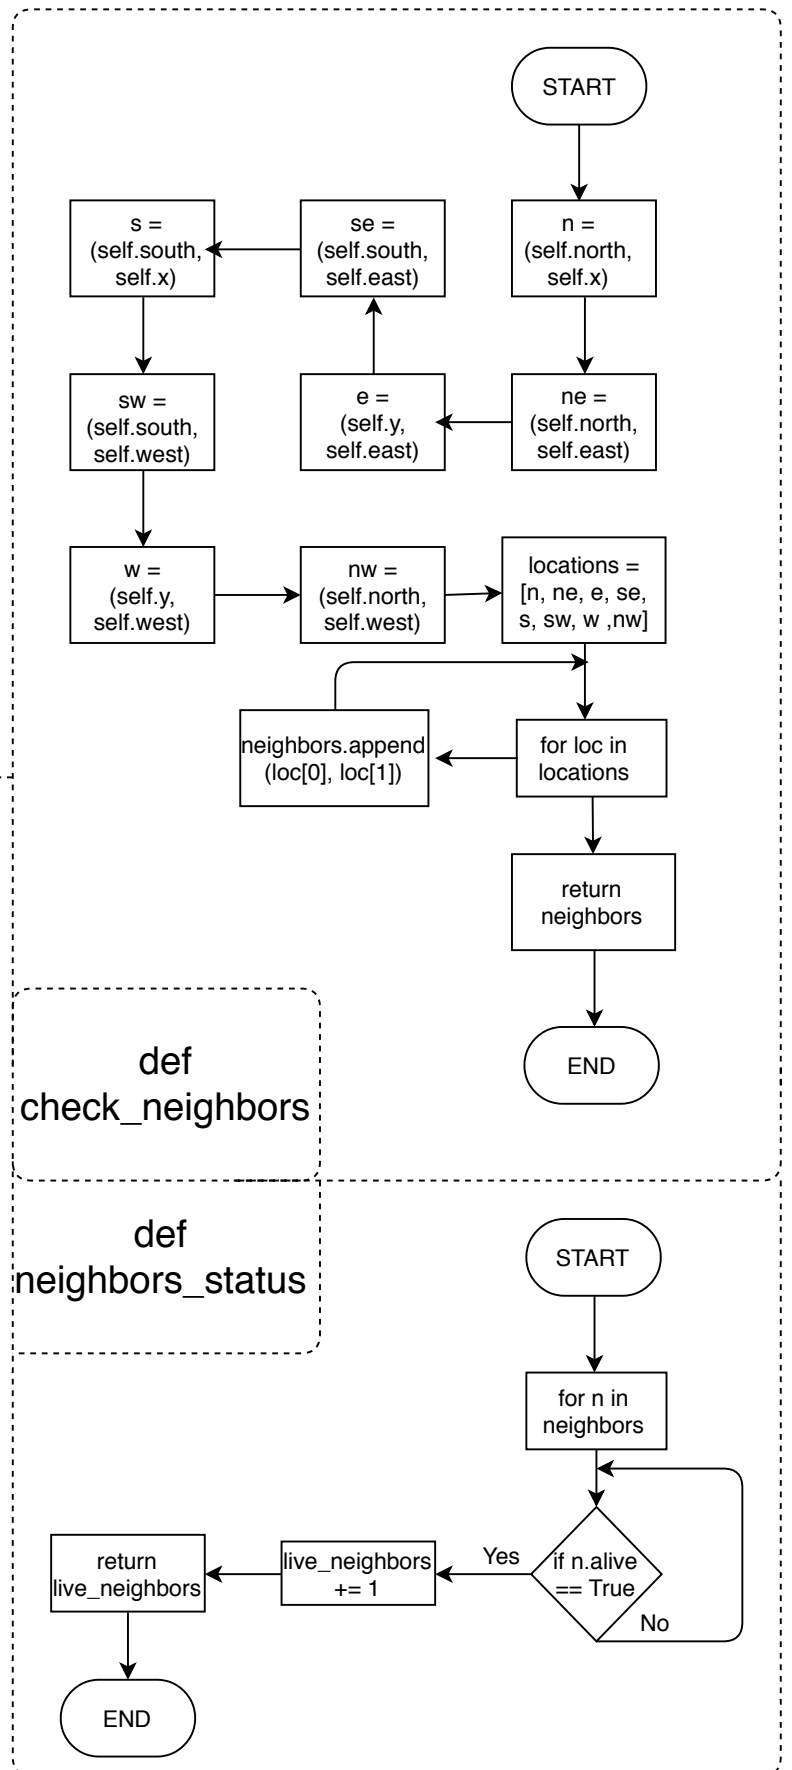 START
n =
(self.north,
self.x)
ne =
(self.north,
self.east)
e =
(self.y,
self.east)
se =
(self.south,
self.east)
s =
(self.south,
self.x)
sw =
(self.south,
self.west)
w =
(self.y,
self.west)
nw =
(self.north,
self.west)
locations =
[n, ne, e, se,
s, sw, w ,nw]
for loc in
locations
neighbors.append
(loc[0], loc[1])
return
neighbors
END
def
check_neighbors
def
neighbors_status
START
for n in
neighbors
if n.alive
== True
No
Yes
live_neighbors
+= 1
return
live_neighbors
END